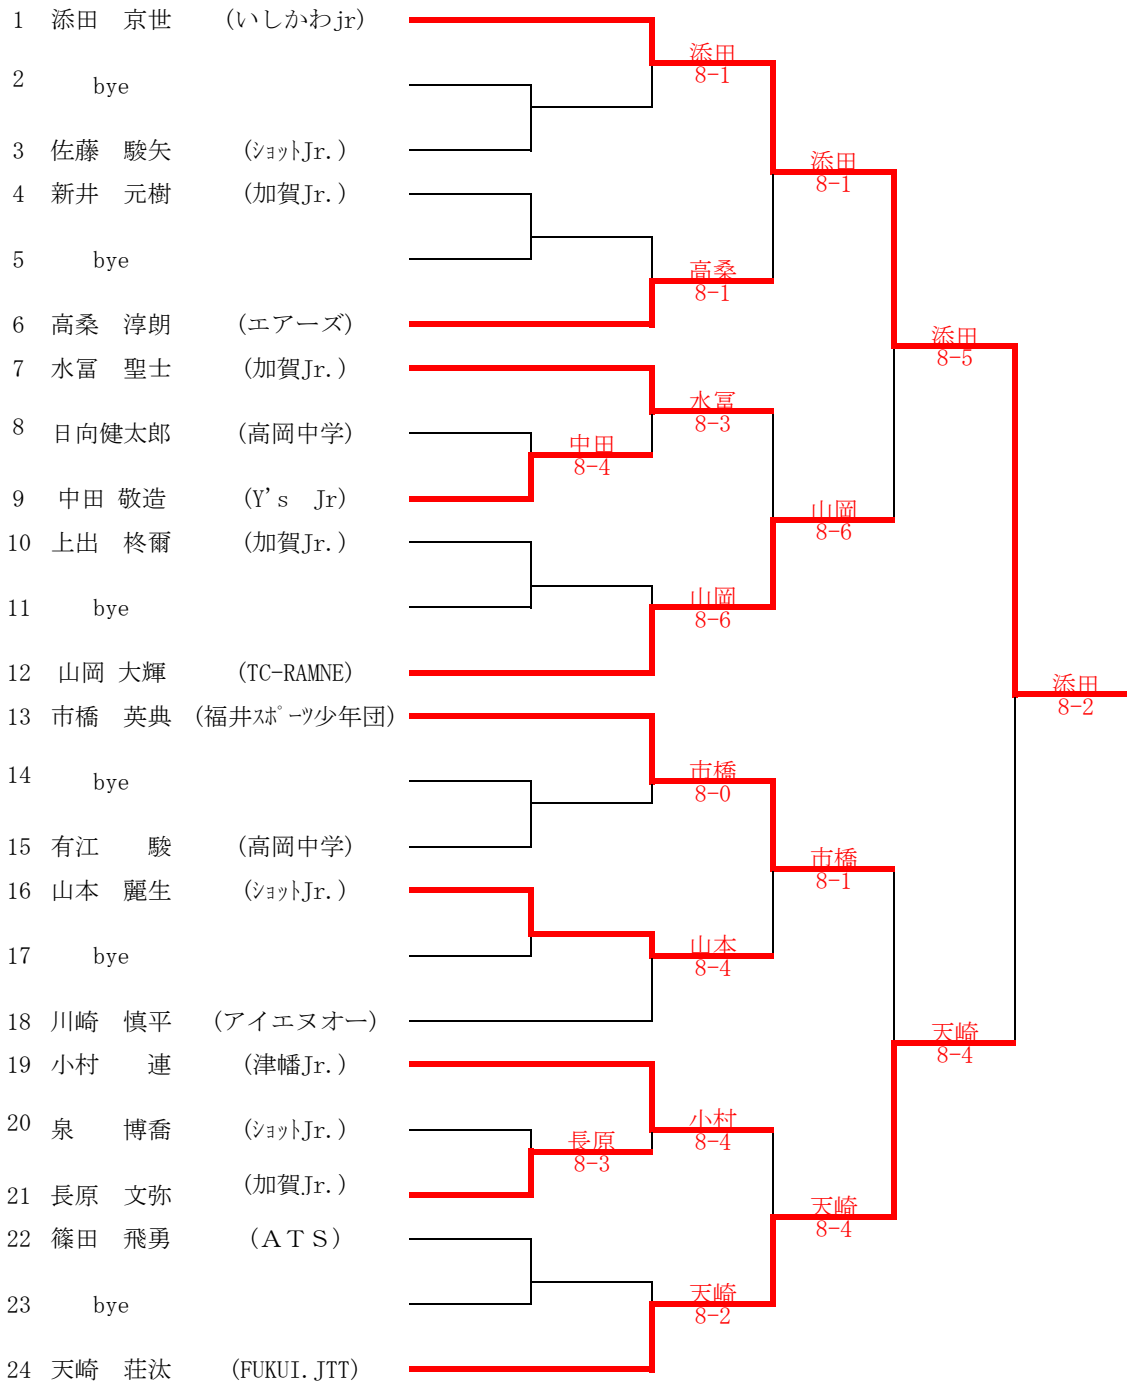 1 添田　京世 (いしかわjr)
添田
8-1
2 bye
3 佐藤　駿矢 (ｼｮｯﾄJr.)
添田
8-1
4 新井　元樹 (加賀Jr.)
5 bye
高桑
8-1
6 高桑　淳朗 (エアーズ)
添田
8-5
7 水冨　聖士 (加賀Jr.)
水冨
8-3
8 日向健太郎 (高岡中学)
中田
8-4
9 中田 敬造 (Y's　Jr)
山岡
8-6
10 上出　柊爾 (加賀Jr.)
11 bye
山岡
8-6
12 山岡 大輝 (TC-RAMNE)
添田
8-2
13 市橋　英典 (福井ｽﾎﾟｰﾂ少年団)
14 bye
市橋
8-0
15 有江　　駿 (高岡中学)
市橋
8-1
16 山本　麗生 (ｼｮｯﾄJr.)
17 bye
山本
8-4
18 川崎　慎平 (アイエヌオー)
天崎
8-4
19 小村　　連 (津幡Jr.)
20 泉　　博喬 (ｼｮｯﾄJr.)
小村
8-4
長原
8-3
21 長原　文弥 (加賀Jr.)
天崎
8-4
22 篠田　飛勇 (ＡＴＳ)
23 bye
天崎
8-2
24 天崎　荘汰 (FUKUI.JTT)